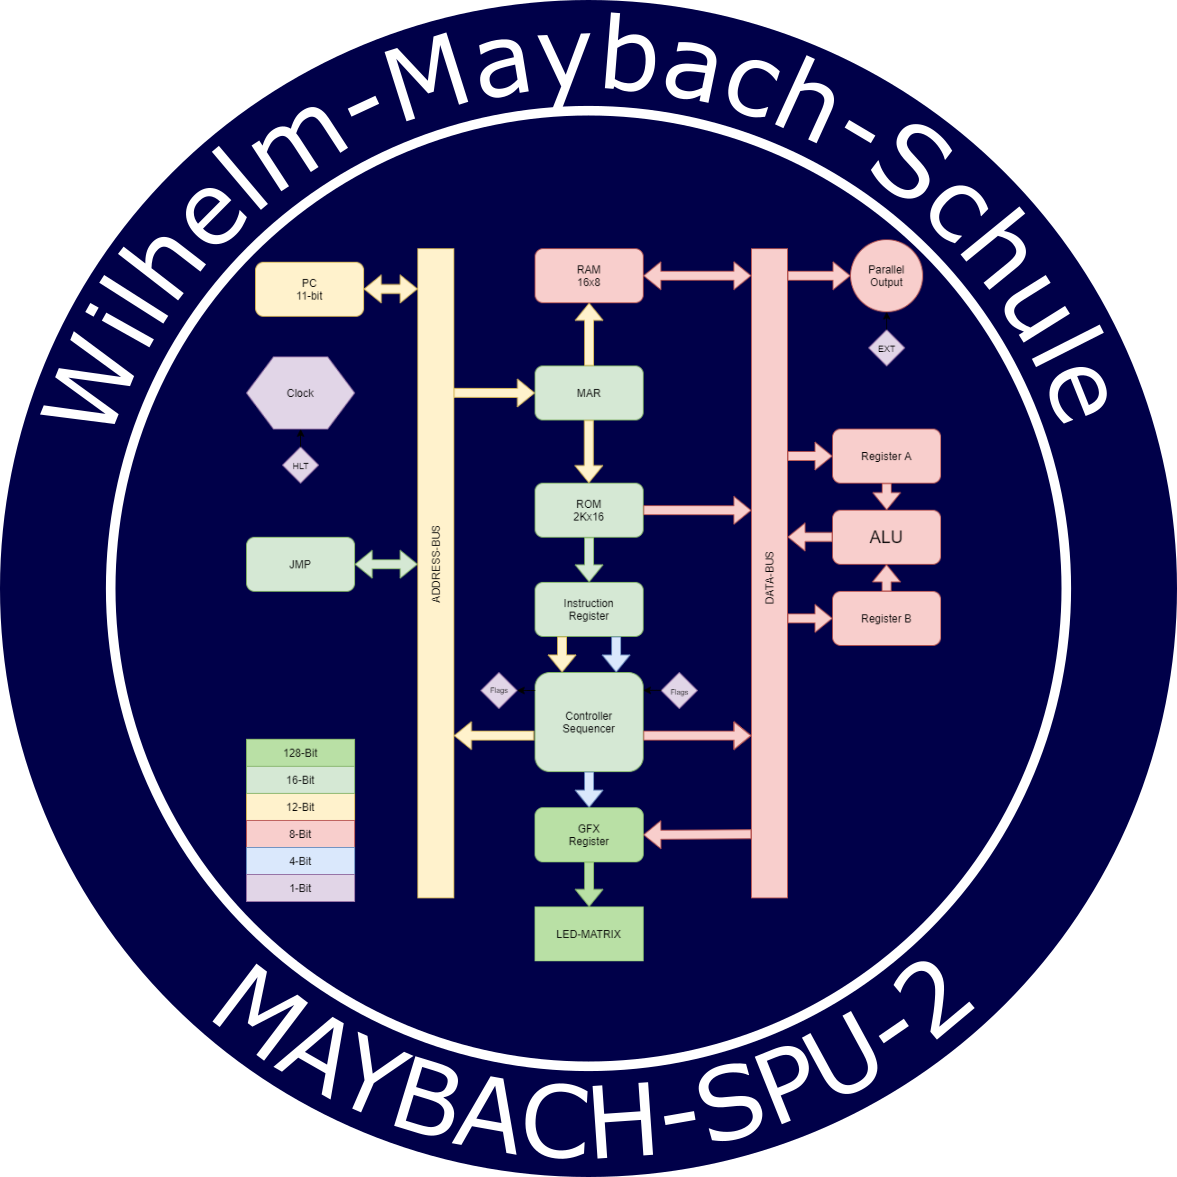 Wilhelm-Maybach-Schule
PC
11-bit
RAM
16x8
Parallel
Output
EXT
Clock
HLT
MAR
Register A
ROM
2Kx16
ALU
JMP
ADDRESS-BUS
DATA-BUS
Instruction
Register
Register B
Flags
Flags
Controller
Sequencer
128-Bit
16-Bit
12-Bit
8-Bit
4-Bit
1-Bit
GFX
Register
LED-MATRIX
MAYBACH-SPU-2